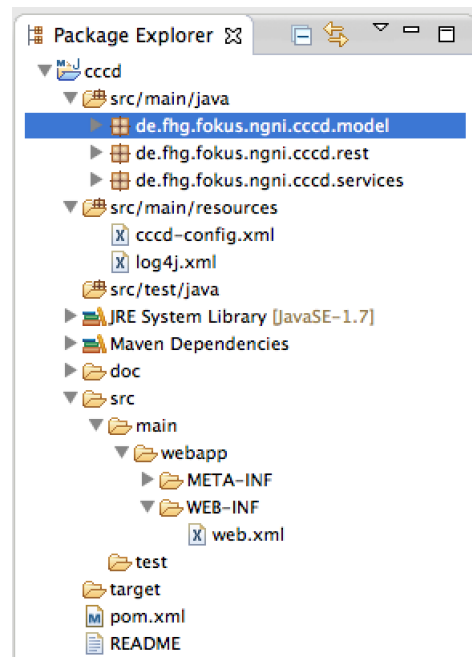 Package Explorer
cccd
src/main/java
de.fhg.fokus.ngni.cccd.model
de.fhg.fokus.ngni.cccd.rest
de.fhg.fokus.ngni.cccd.services
src/main/resources
cccd-config.xml
log4j.xml
src/test/java
JRE System Library [JavaSE-1.7]
Maven Dependencies
doc
src
main
webapp
META-INF
WEB-INF
web.xml
test
target
pom.xml
README